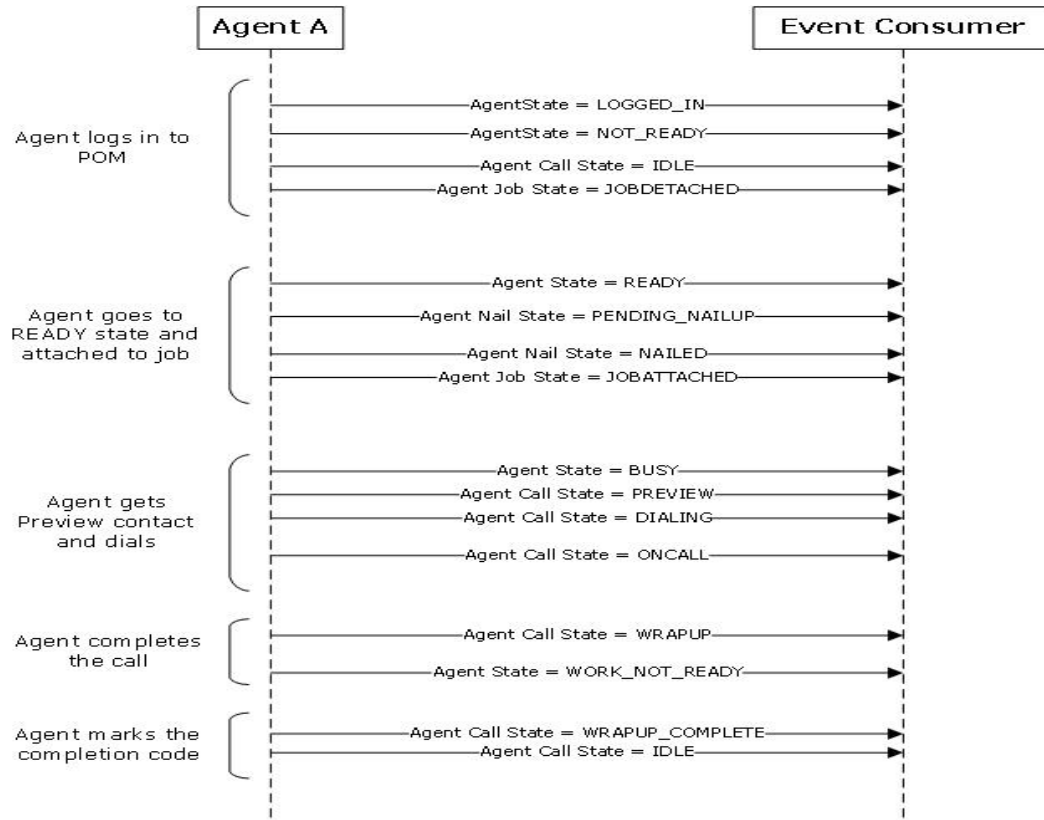 Agent A
Event Consumer
Agent logs in to
POM
AgentState = LOGGED_IN
AgentState = NOT_READY
Agent Call State = IDLE
Agent Job State = JOBDETACHED
Agent goes to
READY state and
attached to job
Agent State = READY
Agent Nail State = PENDING_NAILUP
Agent Nail State = NAILED
Agent Job State = JOBATTACHED
Agent gets
Preview contact
and dials
Agent State = BUSY
Agent Call State = PREVIEW
Agent Call State = DIALING
Agent Call State = ONCALL
Agent completes
the call
Agent Call State = WRAPUP
Agent State = WORK_NOT_READY
Agent marks the
completion code
Agent Call State = WRAPUP_COMPLETE
Agent Call State = IDLE